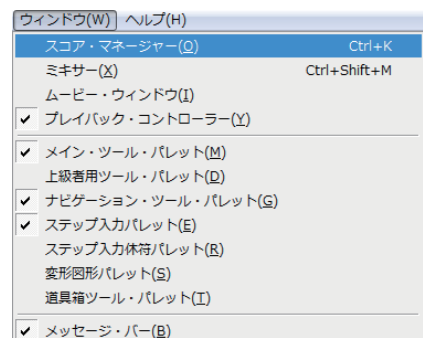 ウィンドウ(W) ヘルプ(H)
スコア・マネージャー(O) Ctrl+K
ミキサー(X) Ctrl+Shift+M
ムービー・ウィンドウ(I)
プレイバック・コントローラー(Y)
メイン・ツール・パレット(M)
上級者用ツール・パレット(D)
ナビゲーション・ツール・パレット(G)
ステップ入力パレット(E)
ステップ入力休符パレット(R)
変形図形パレット(S)
道具箱ツール・パレット(T)
メッセージ・バー(B)